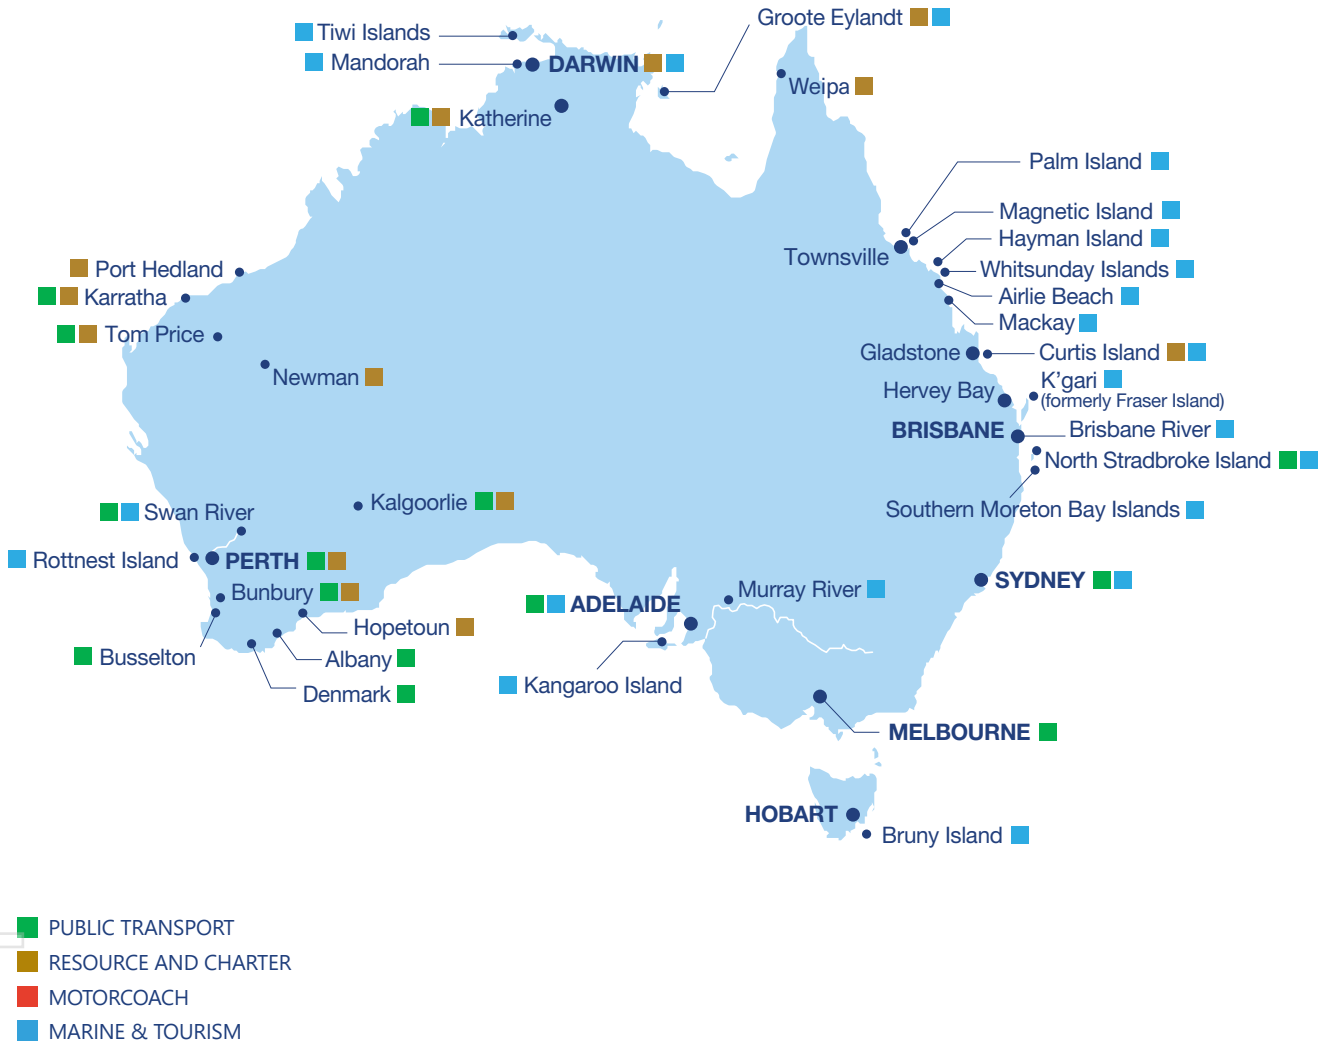 Groote Eylandt
Tiwi Islands
Mandorah
DARWIN
Weipa
Katherine
Palm Island
Magnetic Island
Hayman Island
Townsville
Whitsunday Islands
Port Hedland
Karratha
Airlie Beach
Mackay
Tom Price
Gladstone
Curtis Island
Newman
K’gari
(formerly Fraser Island)
Hervey Bay
BRISBANE
Brisbane River
North Stradbroke Island
Kalgoorlie
Southern Moreton Bay Islands
Swan River
Rottnest Island
PERTH
SYDNEY
Bunbury
Murray River
ADELAIDE
Hopetoun
Busselton
Albany
Kangaroo Island
Denmark
MELBOURNE
HOBART
Bruny Island
PUBLIC TRANSPORT
RESOURCE AND CHARTER
MOTORCOACH
MARINE & TOURISM